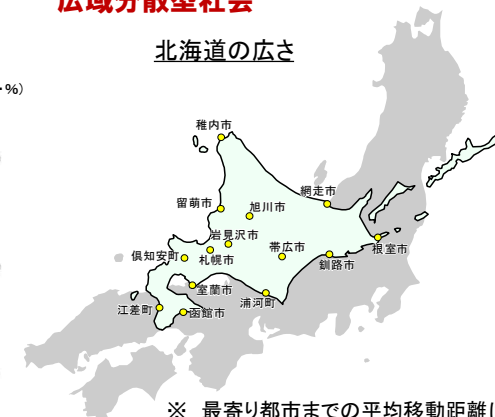 広域分散型社会
北海道の広さ
%）
稚内市
網走市
留萌市
旭川市
岩見沢市
倶知安町
札幌市
帯広市
根室市
釧路市
室蘭市
浦河町
江差町
函館市
※ 最寄り都市までの平均移動距離